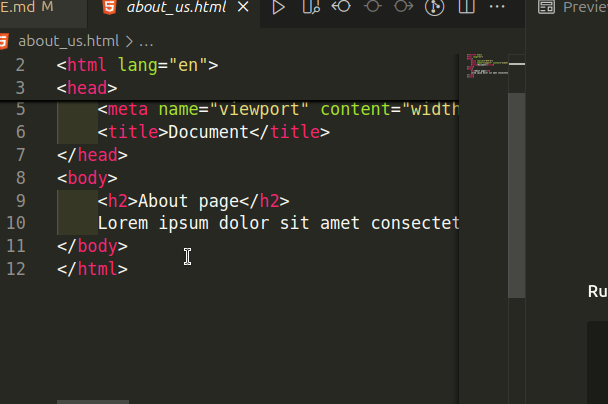 E.md M
about_us.html
Preview
about_us.html > ...
2 <html lang="en">
3 <head>
5 <meta name="viewport" content="width
6 <title>Document</title>
7 </head>
8 <body>
9 <h2>About page</h2>
10 Lorem ipsum dolor sit amet consectet
11 </body>
12 </html>
Ru